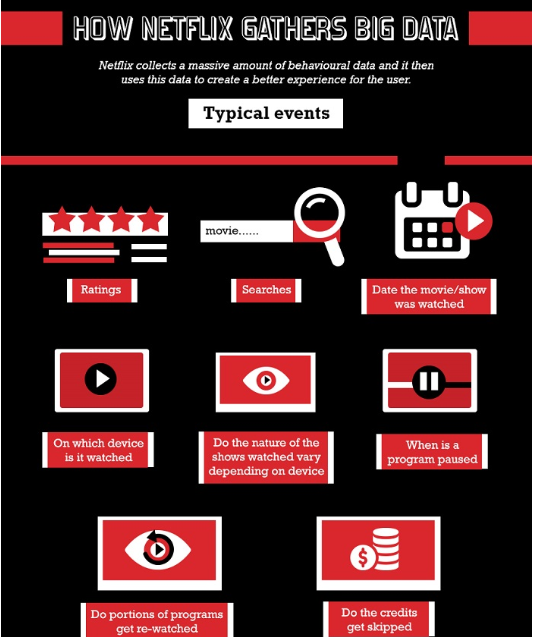 HOW NETFLIX GATHERS BIG DATA
Netflix collects a massive amount of behavioural data and it then
uses this data to create a better experience for the user.
Typical events
movie......
Ratings
Searches
Date the movie/show
was watched
On which device
is it watched
Do the nature of the
shows watched vary
depending on device
When is a
program paused
$
Do portions of programs
get re-watched
Do the credits
get skipped